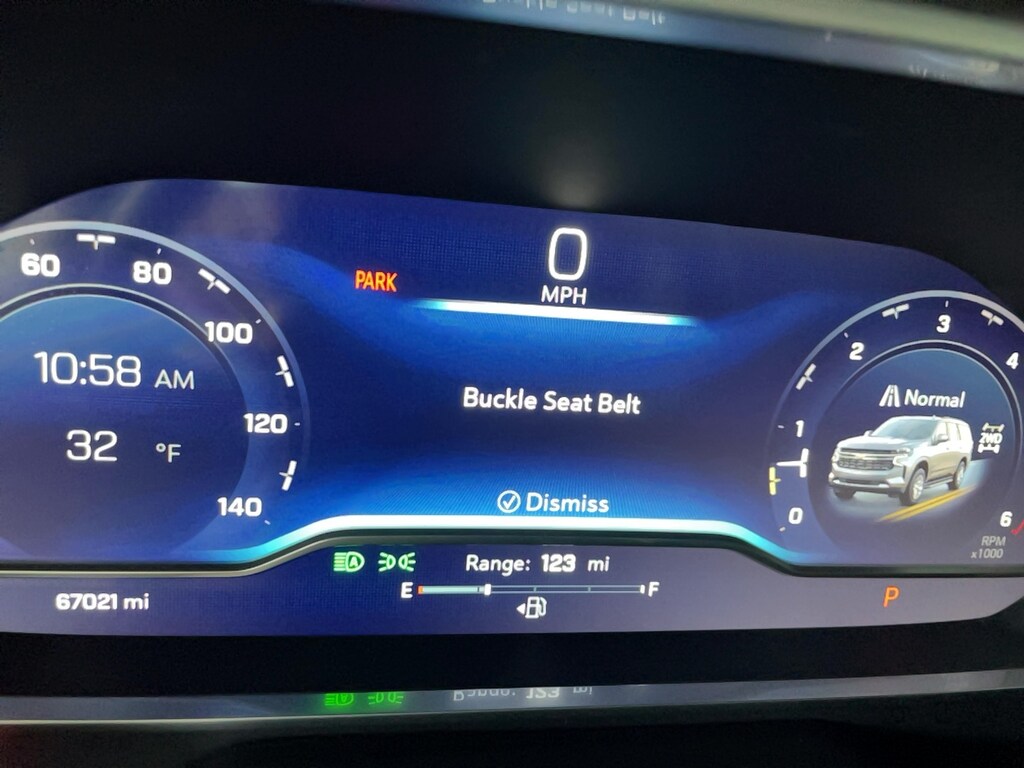 0
MPH
PARK
60
80
100
120
140
10:58 AM
32 °F
Buckle Seat Belt
Dismiss
0
1
2
3
4
6
Normal
2WD
RPM
x1000
A
Range: 123 mi
E F
67021 mi
P